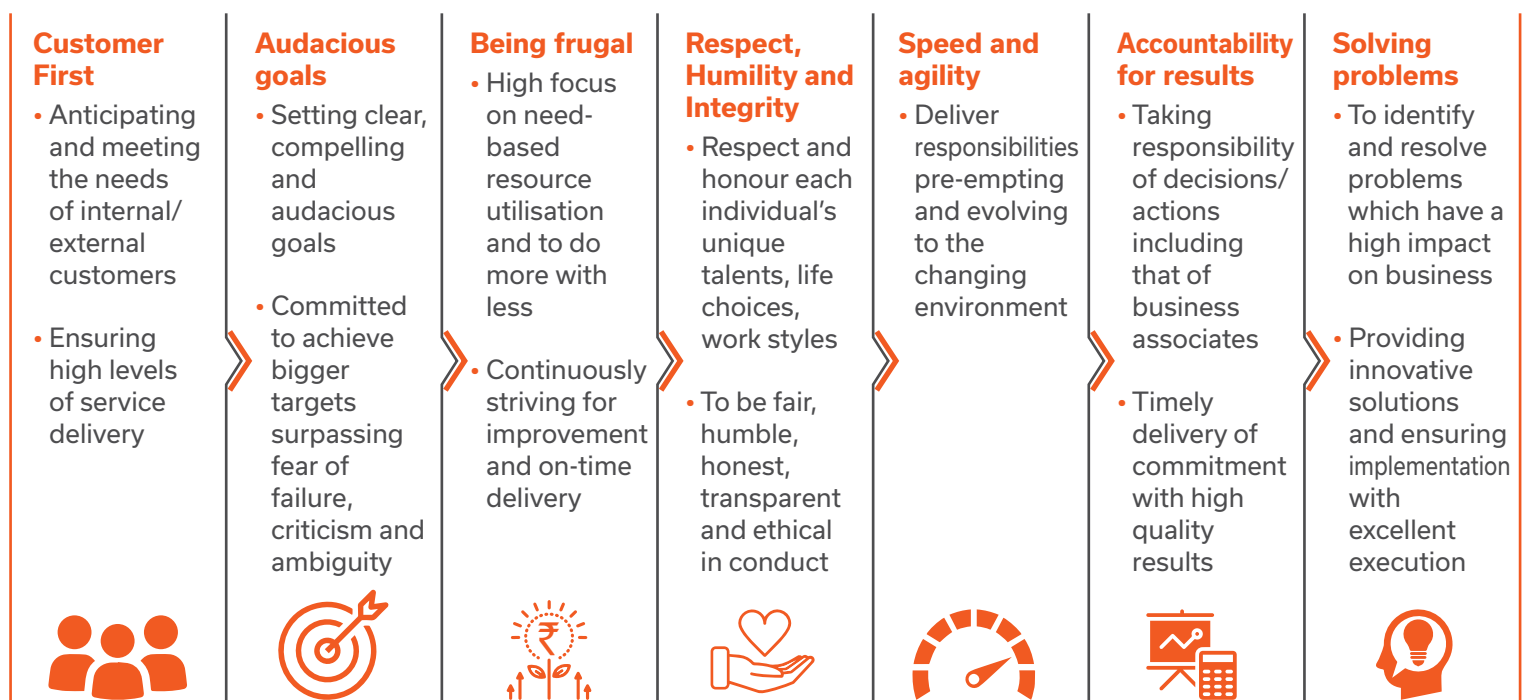 Customer
First
• Anticipating
and meeting
the needs
of internal/
external
customers
• Ensuring
high levels
of service
delivery
Audacious
goals
• Setting clear,
compelling
and
audacious
goals
• Committed
to achieve
bigger
targets
surpassing
fear of
failure,
criticism and
ambiguity
Being frugal
• High focus
on need-
based
resource
utilisation
and to do
more with
less
• Continuously
striving for
improvement
and on-time
delivery
₹
Respect,
Humility and
Integrity
• Respect and
honour each
individual’s
unique
talents, life
choices,
work styles
• To be fair,
humble,
honest,
transparent
and ethical
in conduct
Speed and
agility
• Deliver
responsibilities
pre-empting
and evolving
to the
changing
environment
Accountability
for results
• Taking
responsibility
of decisions/
actions
including
that of
business
associates
• Timely
delivery of
commitment
with high
quality
results
Solving
problems
• To identify
and resolve
problems
which have a
high impact
on business
• Providing
innovative
solutions
and ensuring
implementation
with
excellent
execution